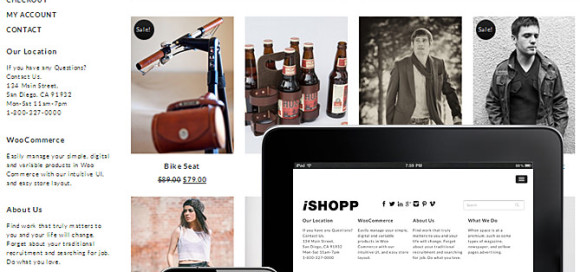 CHECKOUT
MY ACCOUNT
CONTACT
Our Location
If you have any Questions?
Contact Us.
134 Main Street,
San Diego, CA 91932
Mon-Sat 11am-7pm
1-800-327-0000
WooCommerce
Easily manage your simple, digital
and variable products in Woo
Commerce with our intuitive UI,
and easy store layout.
About Us
Find work that truly matters to
you and your life will change.
Forget about your traditional
recruitment and searching for job.
Do what you love.
Sale!
Sale!
Bike Seat
$89.00 $79.00
iPad
7:05 PM
iSHOPP
Search
Our Location
If you have any Questions?
Contact Us.
134 Main Street,
San Diego, CA 91932
Mon-Sat 11am-7pm
1-800-327-0000
WooCommerce
Easily manage your simple,
digital and variable
products in Woo
Commerce with our
intuitive UI, and easy store
layout.
About Us
Find work that truly matters
to you and your life will
change. Forget about your
traditional recruitment and
searching for job. Do what
you love.
What We Do